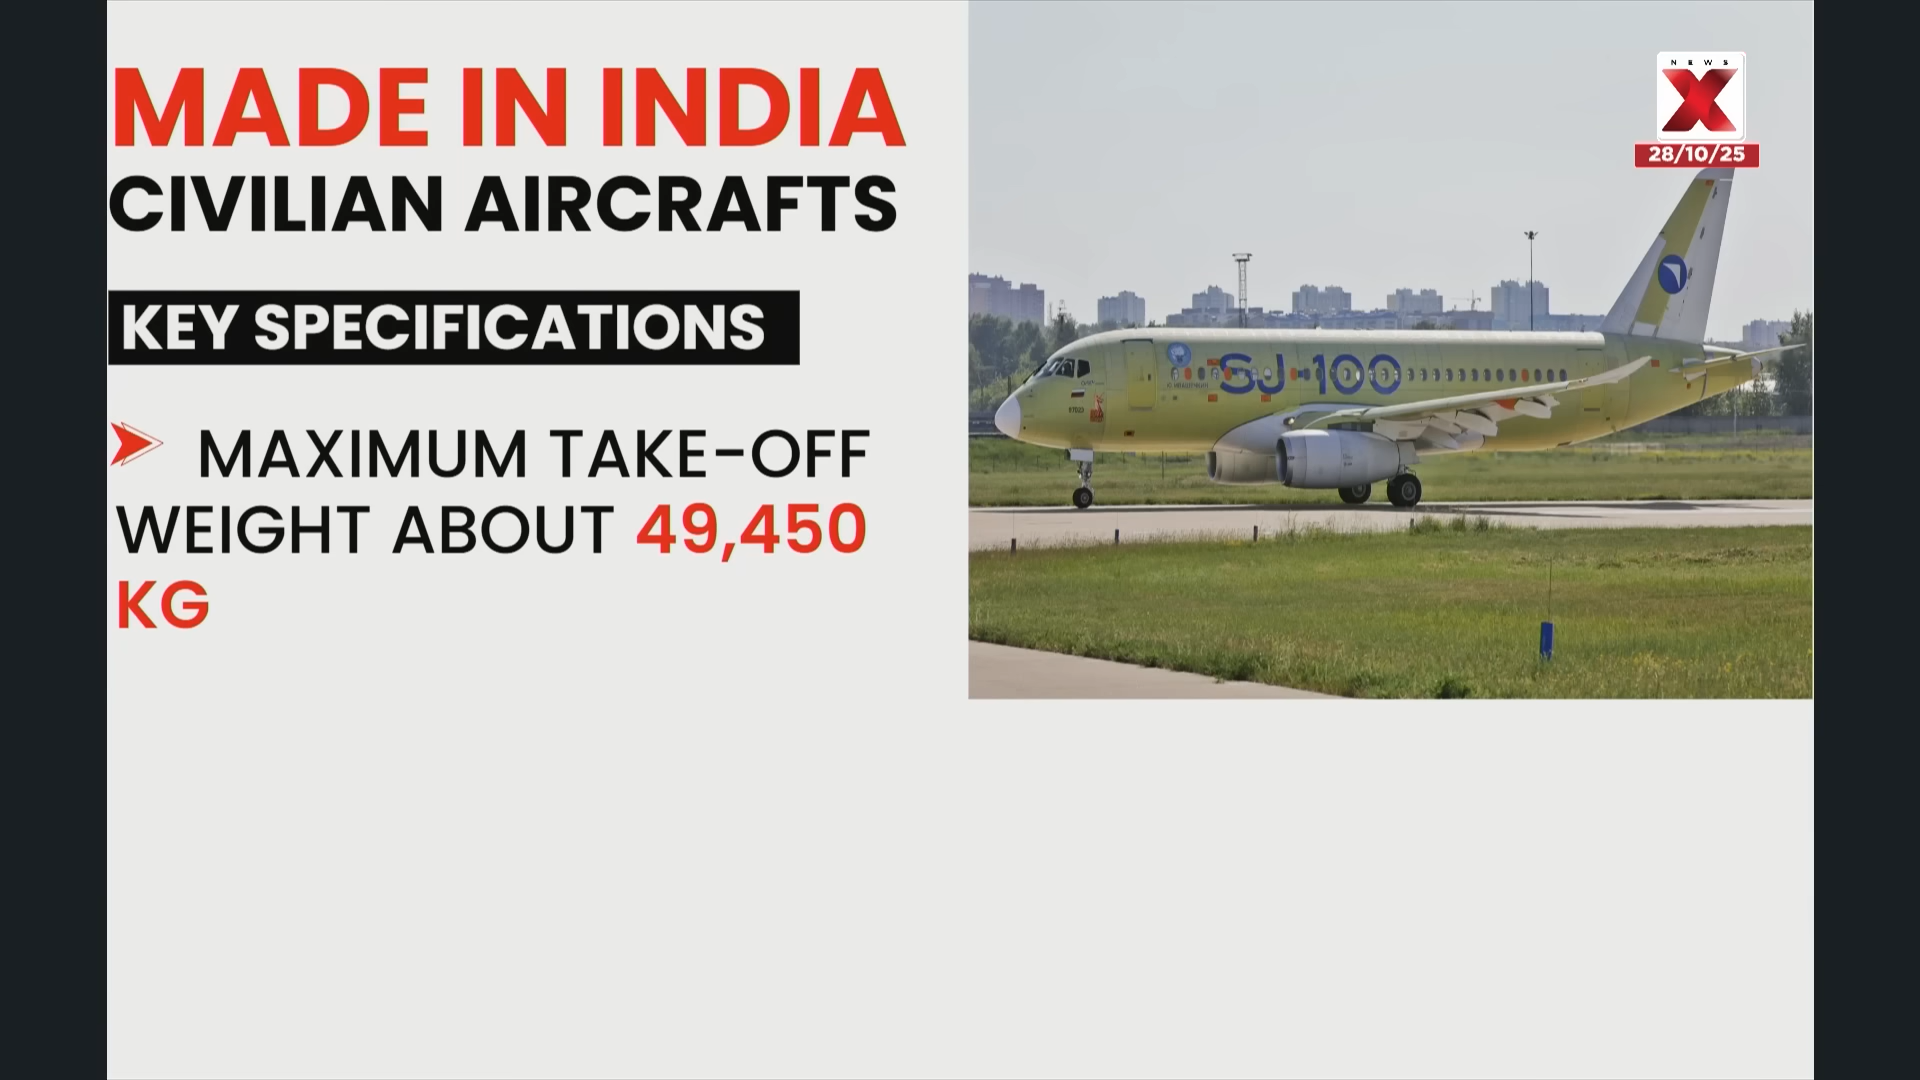 MADE IN INDIA
CIVILIAN AIRCRAFTS
KEY SPECIFICATIONS
MAXIMUM TAKE-OFF
WEIGHT ABOUT 49,450
KG
NEWS
X
28/10/25
SJ-100
97023